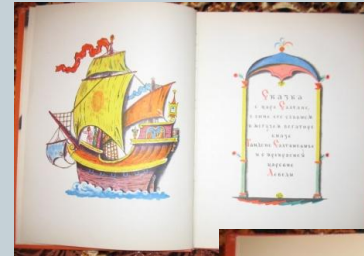 Сказка
о царе Салтане,
о сыне его славном
и могучем богатыре
князе
Гвидоне Салтановиче
и о прекрасной
царевне
Лебеди